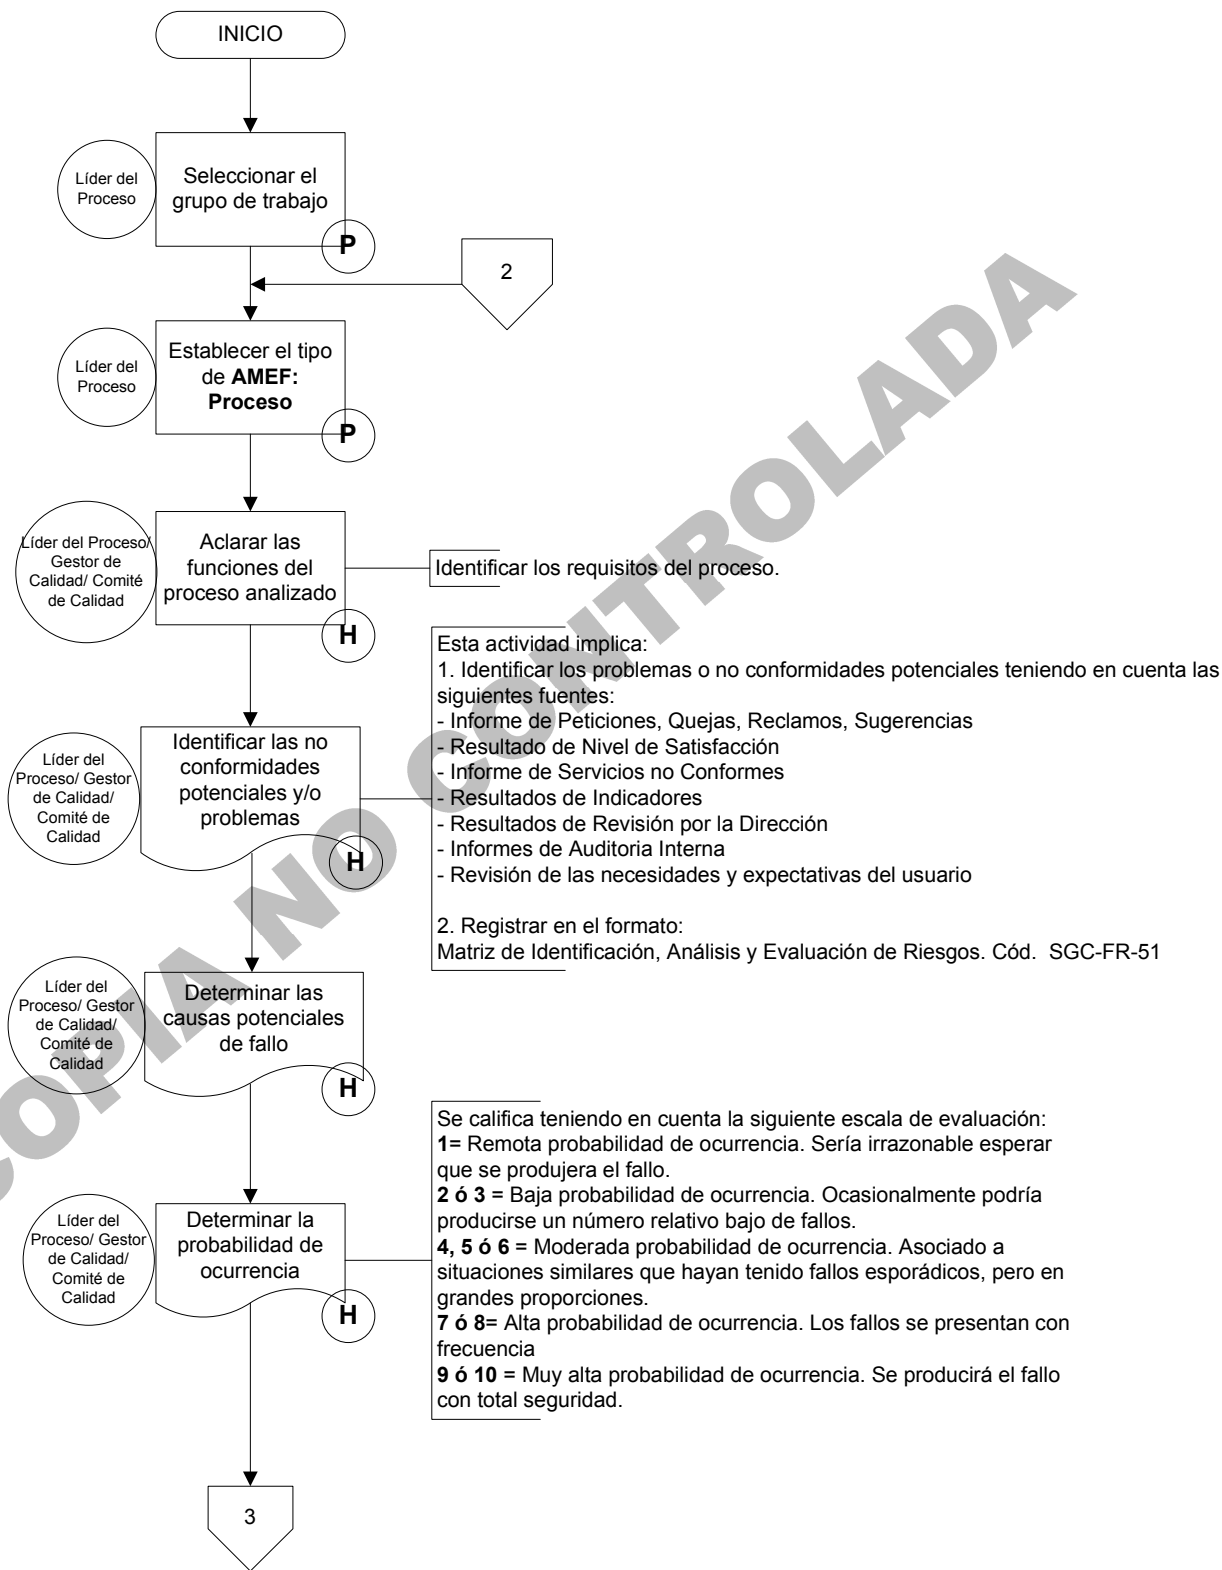 INICIO
Líder del
Proceso
Seleccionar el
grupo de trabajo
P
2
Líder del
Proceso
Establecer el tipo
de AMEF:
Proceso
P
Líder del Proceso/
Gestor de
Calidad/ Comité
de Calidad
Aclarar las
funciones del
proceso analizado
H
Identificar los requisitos del proceso.
Líder del
Proceso/ Gestor
de Calidad/
Comité de
Calidad
Identificar las no
conformidades
potenciales y/o
problemas
H
Esta actividad implica:
1. Identificar los problemas o no conformidades potenciales teniendo en cuenta las
siguientes fuentes:
- Informe de Peticiones, Quejas, Reclamos, Sugerencias
- Resultado de Nivel de Satisfacción
- Informe de Servicios no Conformes
- Resultados de Indicadores
- Resultados de Revisión por la Dirección
- Informes de Auditoria Interna
- Revisión de las necesidades y expectativas del usuario
2. Registrar en el formato:
Matriz de Identificación, Análisis y Evaluación de Riesgos. Cód. SGC-FR-51
Líder del
Proceso/ Gestor
de Calidad/
Comité de
Calidad
Determinar las
causas potenciales
de fallo
H
Líder del
Proceso/ Gestor
de Calidad/
Comité de
Calidad
Determinar la
probabilidad de
ocurrencia
H
Se califica teniendo en cuenta la siguiente escala de evaluación:
1= Remota probabilidad de ocurrencia. Sería irrazonable esperar
que se produjera el fallo.
2 ó 3 = Baja probabilidad de ocurrencia. Ocasionalmente podría
producirse un número relativo bajo de fallos.
4, 5 ó 6 = Moderada probabilidad de ocurrencia. Asociado a
situaciones similares que hayan tenido fallos esporádicos, pero en
grandes proporciones.
7 ó 8= Alta probabilidad de ocurrencia. Los fallos se presentan con
frecuencia
9 ó 10 = Muy alta probabilidad de ocurrencia. Se producirá el fallo
con total seguridad.
3
COPIA NO CONTROLADA